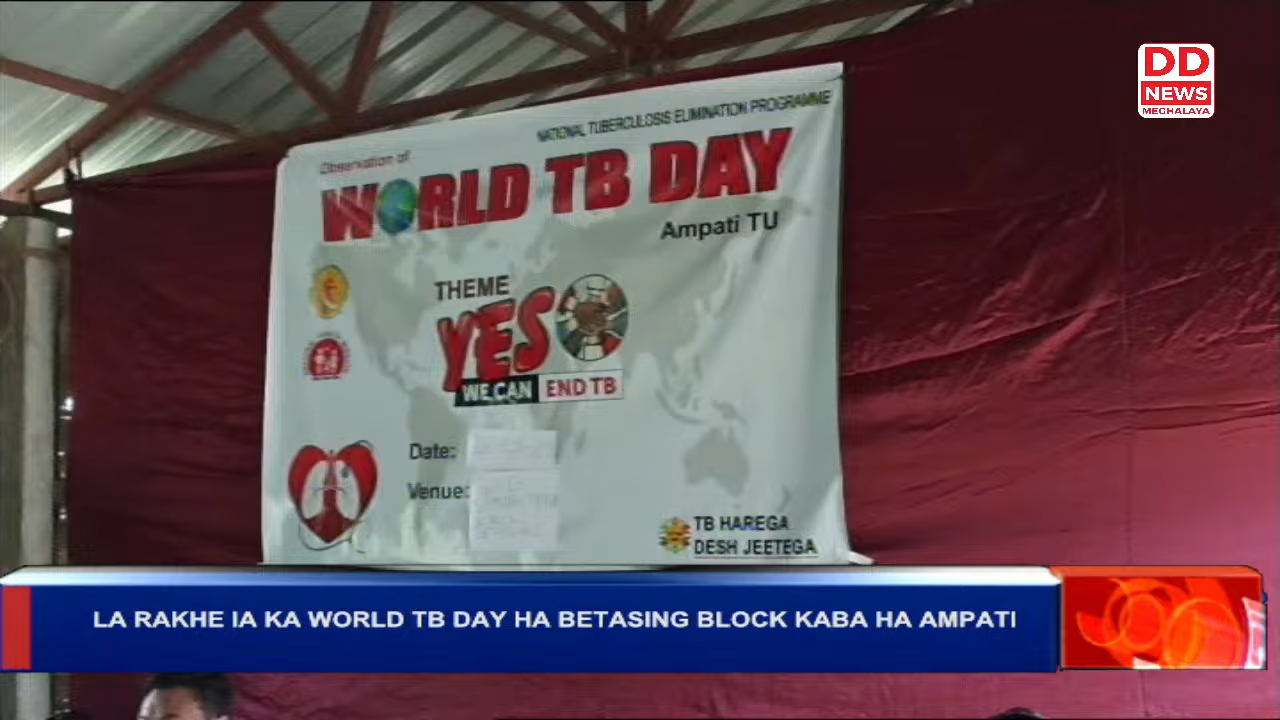 DD
NEWS
MEGHALAYA
NATIONAL TUBERCULOSIS ELIMINATION PROGRAMME
Observation of
WORLD TB DAY
Ampati TU
THEME
YES
WE CAN END TB
Date:
Venue:
TB HAREGA
DESH JEETEGA
LA RAKHE IA KA WORLD TB DAY HA BETASING BLOCK KABA HA AMPATI